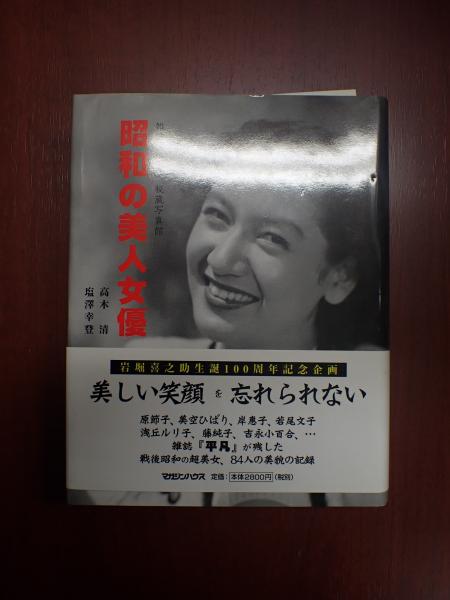 秘蔵写真館
昭和の美人女優
高木 清
塩澤幸登
岩堀喜之助生誕100周年記念企画
美しい笑顔を忘れられない
原節子、美空ひばり、岸惠子、若尾文子
浅丘ルリ子、藤純子、吉永小百合、…
雑誌『平凡』が残した
戦後昭和の超美女、84人の美貌の記録
マガジンハウス 定価:本体2800円(税別)